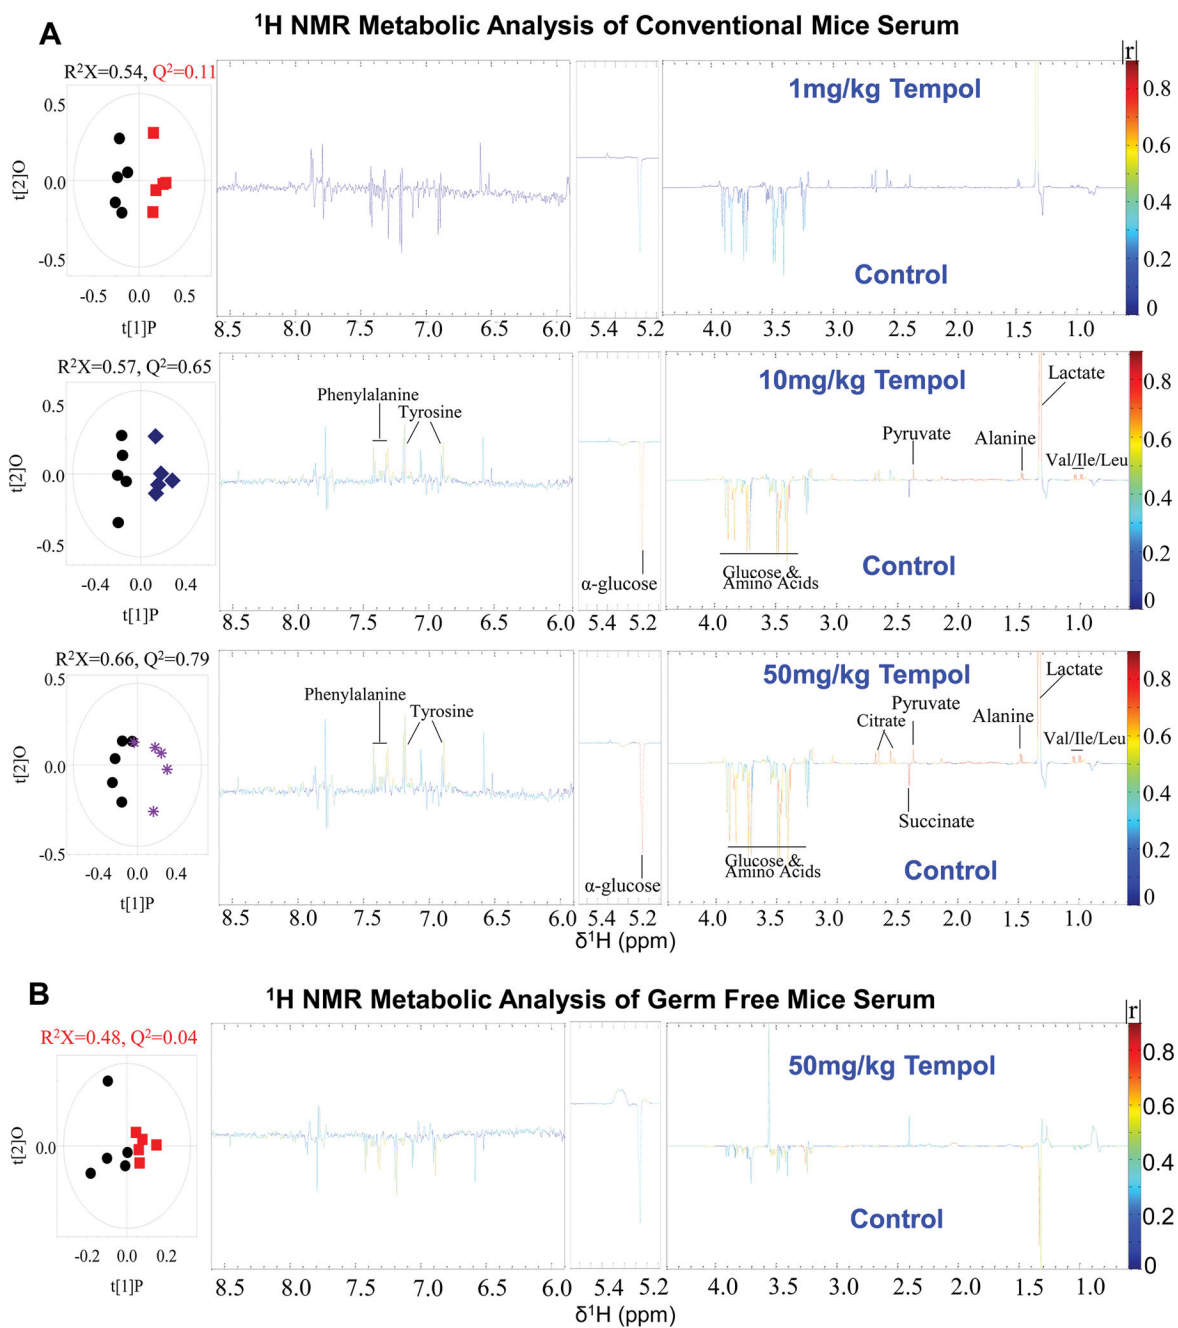 A
¹H NMR Metabolic Analysis of Conventional Mice Serum
R²X=0.54, Q²=0.11
0.5
0.0
-0.5
t[2]O
-0.5 0.0 0.5
t[1]P
1mg/kg Tempol
Control
8.5 8.0 7.5 7.0 6.5 6.0 5.4 5.2 4.0 3.5 3.0 2.5 2.0 1.5 1.0
|r|
0.8
0.6
0.4
0.2
0
R²X=0.57, Q²=0.65
0.5
0.0
-0.5
t[2]O
-0.4 0.0 0.4
t[1]P
Phenylalanine
Tyrosine
α-glucose
10mg/kg Tempol
Lactate
Pyruvate
Alanine
Val/Ile/Leu
Glucose &
Amino Acids
Control
8.5 8.0 7.5 7.0 6.5 6.0 5.4 5.2 4.0 3.5 3.0 2.5 2.0 1.5 1.0
0.8
0.6
0.4
0.2
0
R²X=0.66, Q²=0.79
0.5
0.0
-0.5
t[2]O
-0.4 0.0 0.4
t[1]P
Phenylalanine
Tyrosine
α-glucose
50mg/kg Tempol
Lactate
Pyruvate
Citrate
Alanine
Val/Ile/Leu
Succinate
Glucose &
Amino Acids
Control
8.5 8.0 7.5 7.0 6.5 6.0 5.4 5.2 4.0 3.5 3.0 2.5 2.0 1.5 1.0
δ¹H (ppm)
0.8
0.6
0.4
0.2
0
B
¹H NMR Metabolic Analysis of Germ Free Mice Serum
R²X=0.48, Q²=0.04
0.0
t[2]O
-0.2 0.0 0.2
t[1]P
50mg/kg Tempol
Control
8.5 8.0 7.5 7.0 6.5 6.0 5.4 5.2 4.0 3.5 3.0 2.5 2.0 1.5 1.0
δ¹H (ppm)
|r|
0.8
0.6
0.4
0.2
0